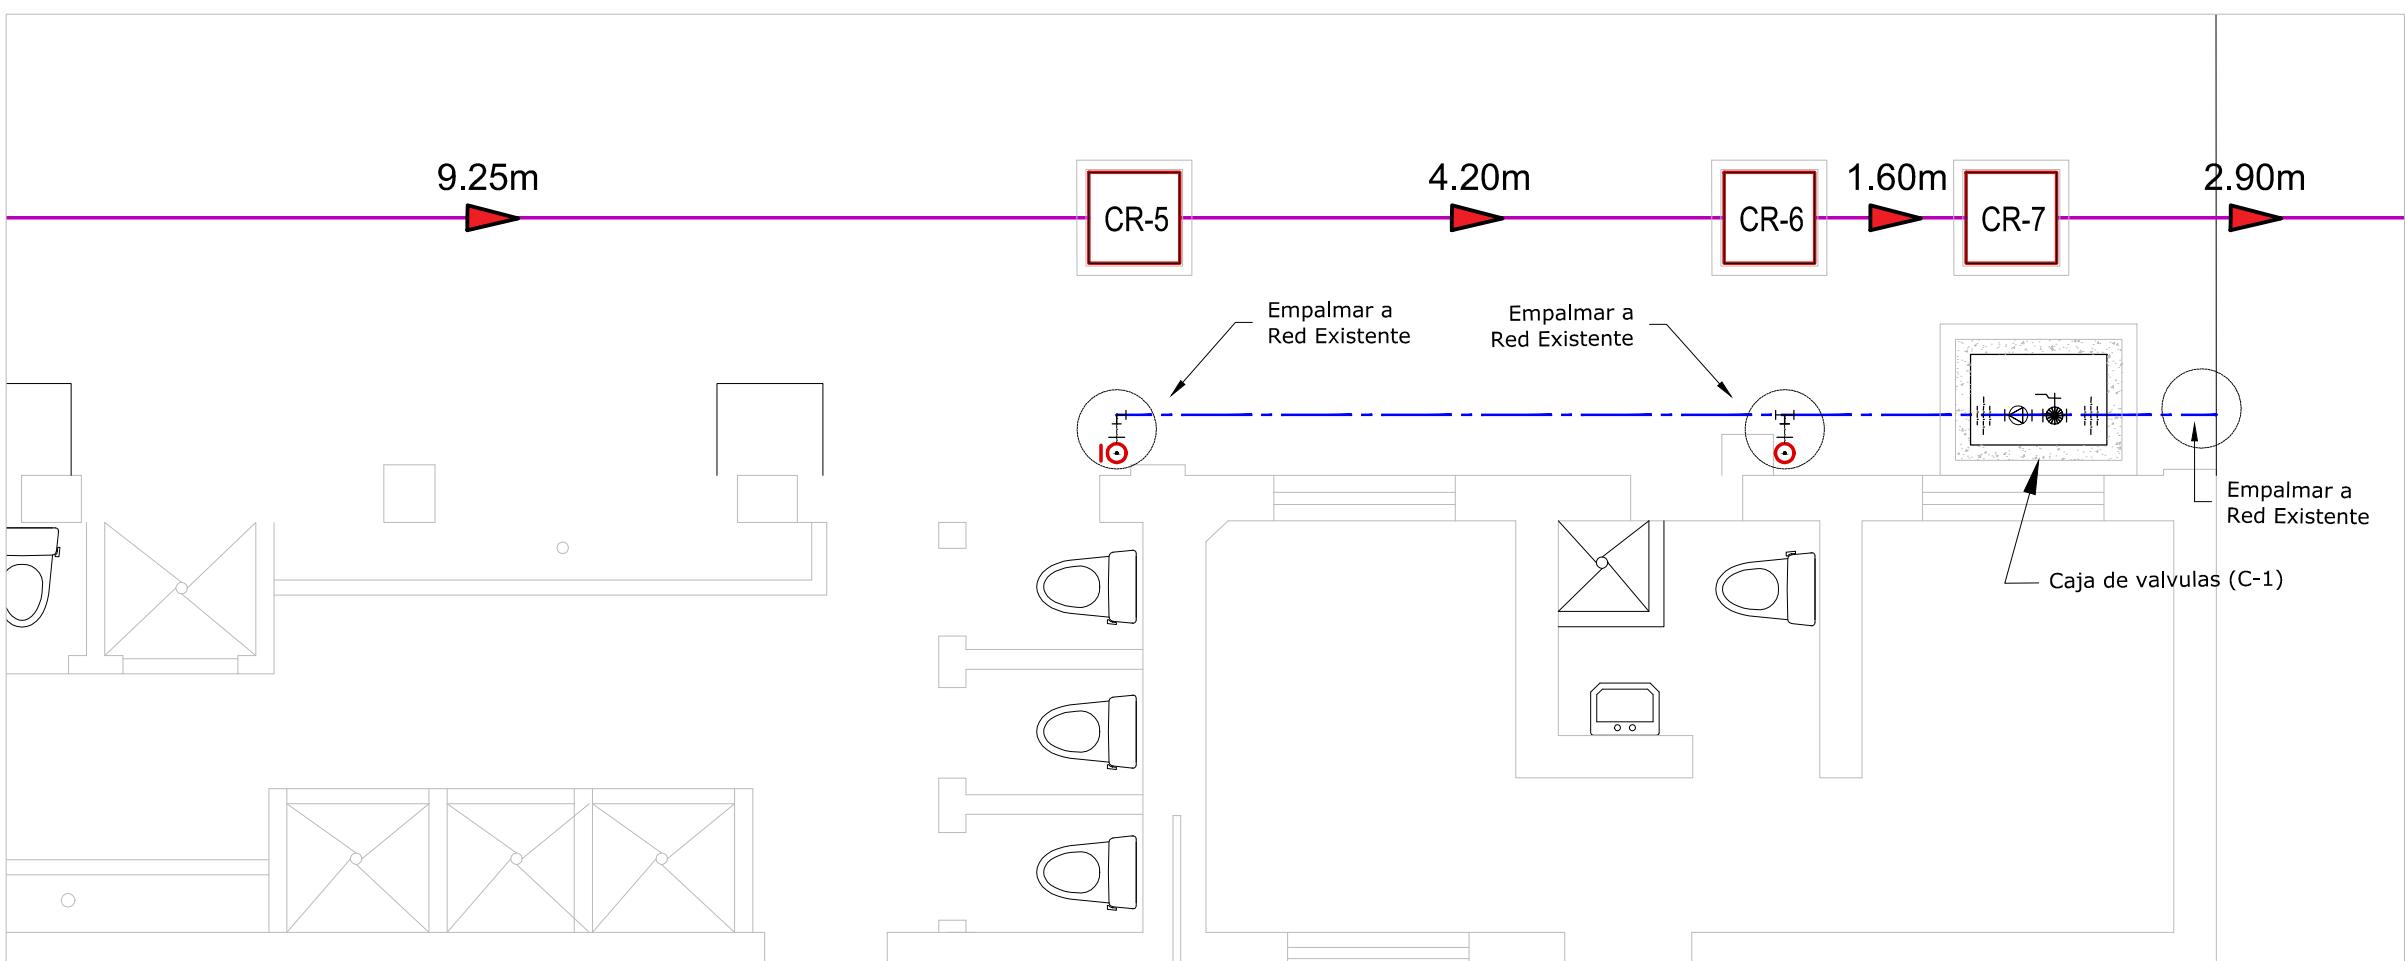 9.25m
4.20m
1.60m
2.90m
CR-5
CR-6
CR-7
Empalmar a
Red Existente
Empalmar a
Red Existente
Empalmar a
Red Existente
Caja de valvulas (C-1)